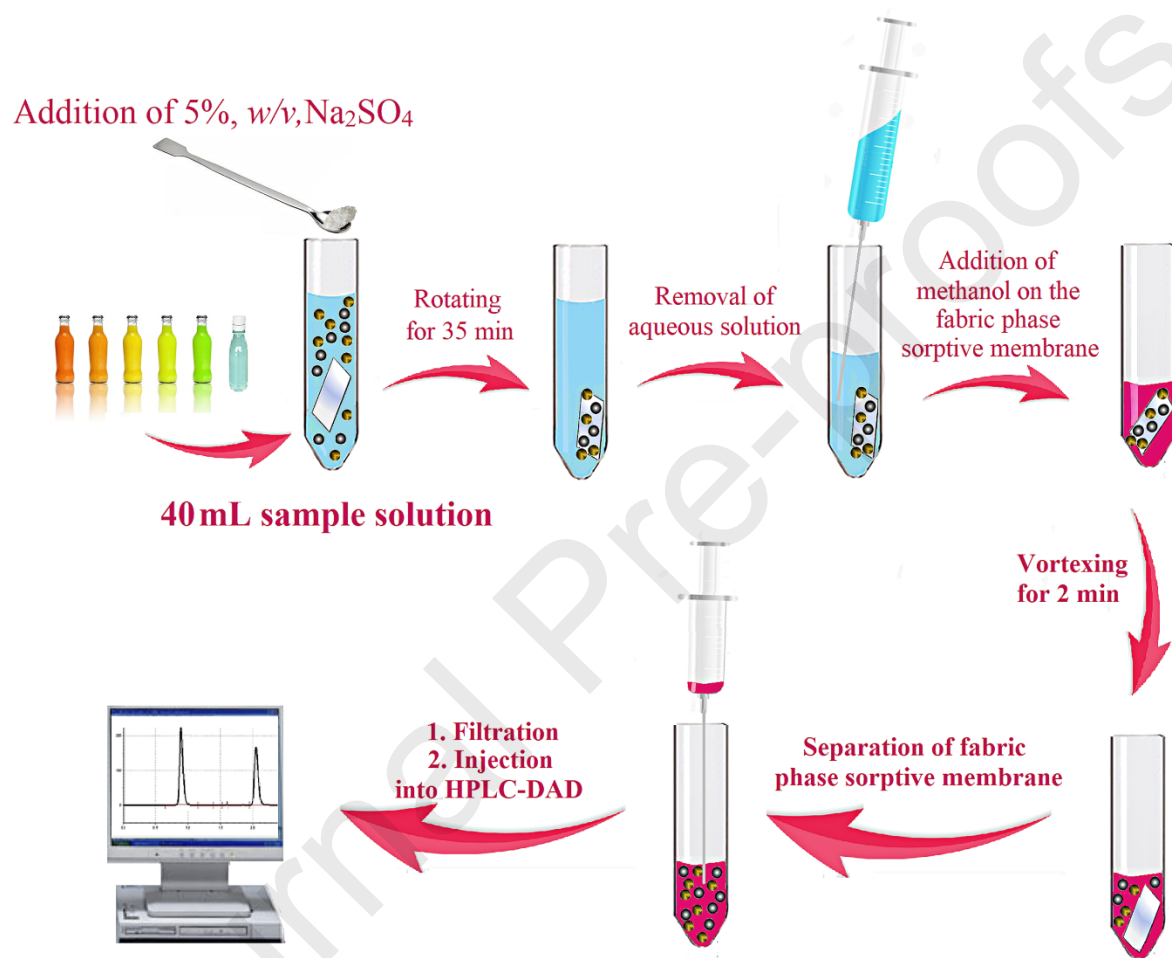 Addition of 5%, w/v,Na₂SO₄
Rotating
for 35 min
Removal of
aqueous solution
Addition of
methanol on the
fabric phase
sorptive membrane
40 mL sample solution
Vortexing
for 2 min
Separation of fabric
phase sorptive membrane
1. Filtration
2. Injection
into HPLC-DAD
rnal Pre-proofs